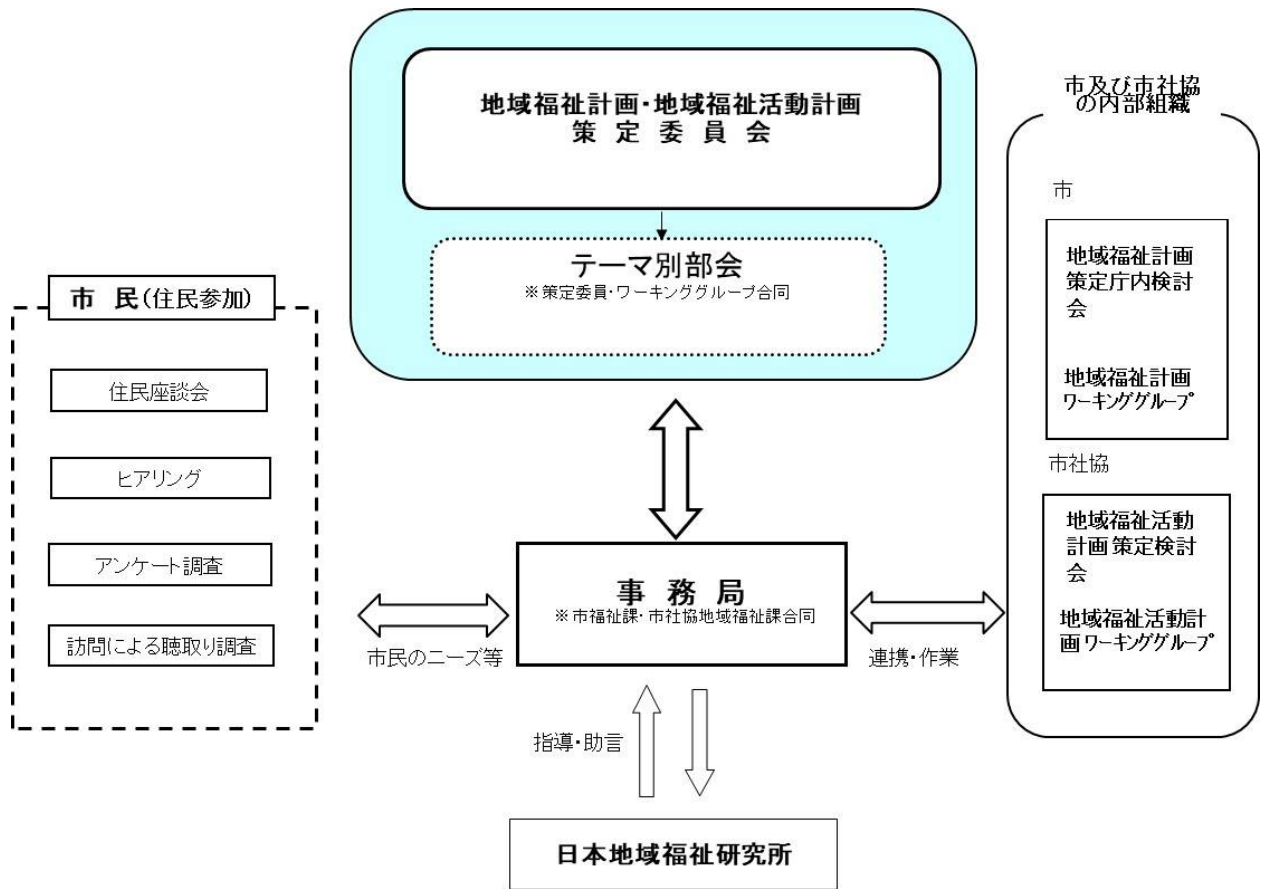 地域福祉計画・地域福祉活動計画
策定委員会
テーマ別部会
※策定委員・ワーキンググループ合同
市民(住民参加)
住民座談会
ヒアリング
アンケート調査
訪問による聴取り調査
市民のニーズ等
事務局
※市福祉課・市社協地域福祉課合同
連携・作業
指導・助言
日本地域福祉研究所
市及び市社協
の内部組織
市
地域福祉計画
策定庁内検討
会
地域福祉計画
ワーキンググループ
市社協
地域福祉活動
計画策定検討
会
地域福祉活動計
画ワーキンググループ